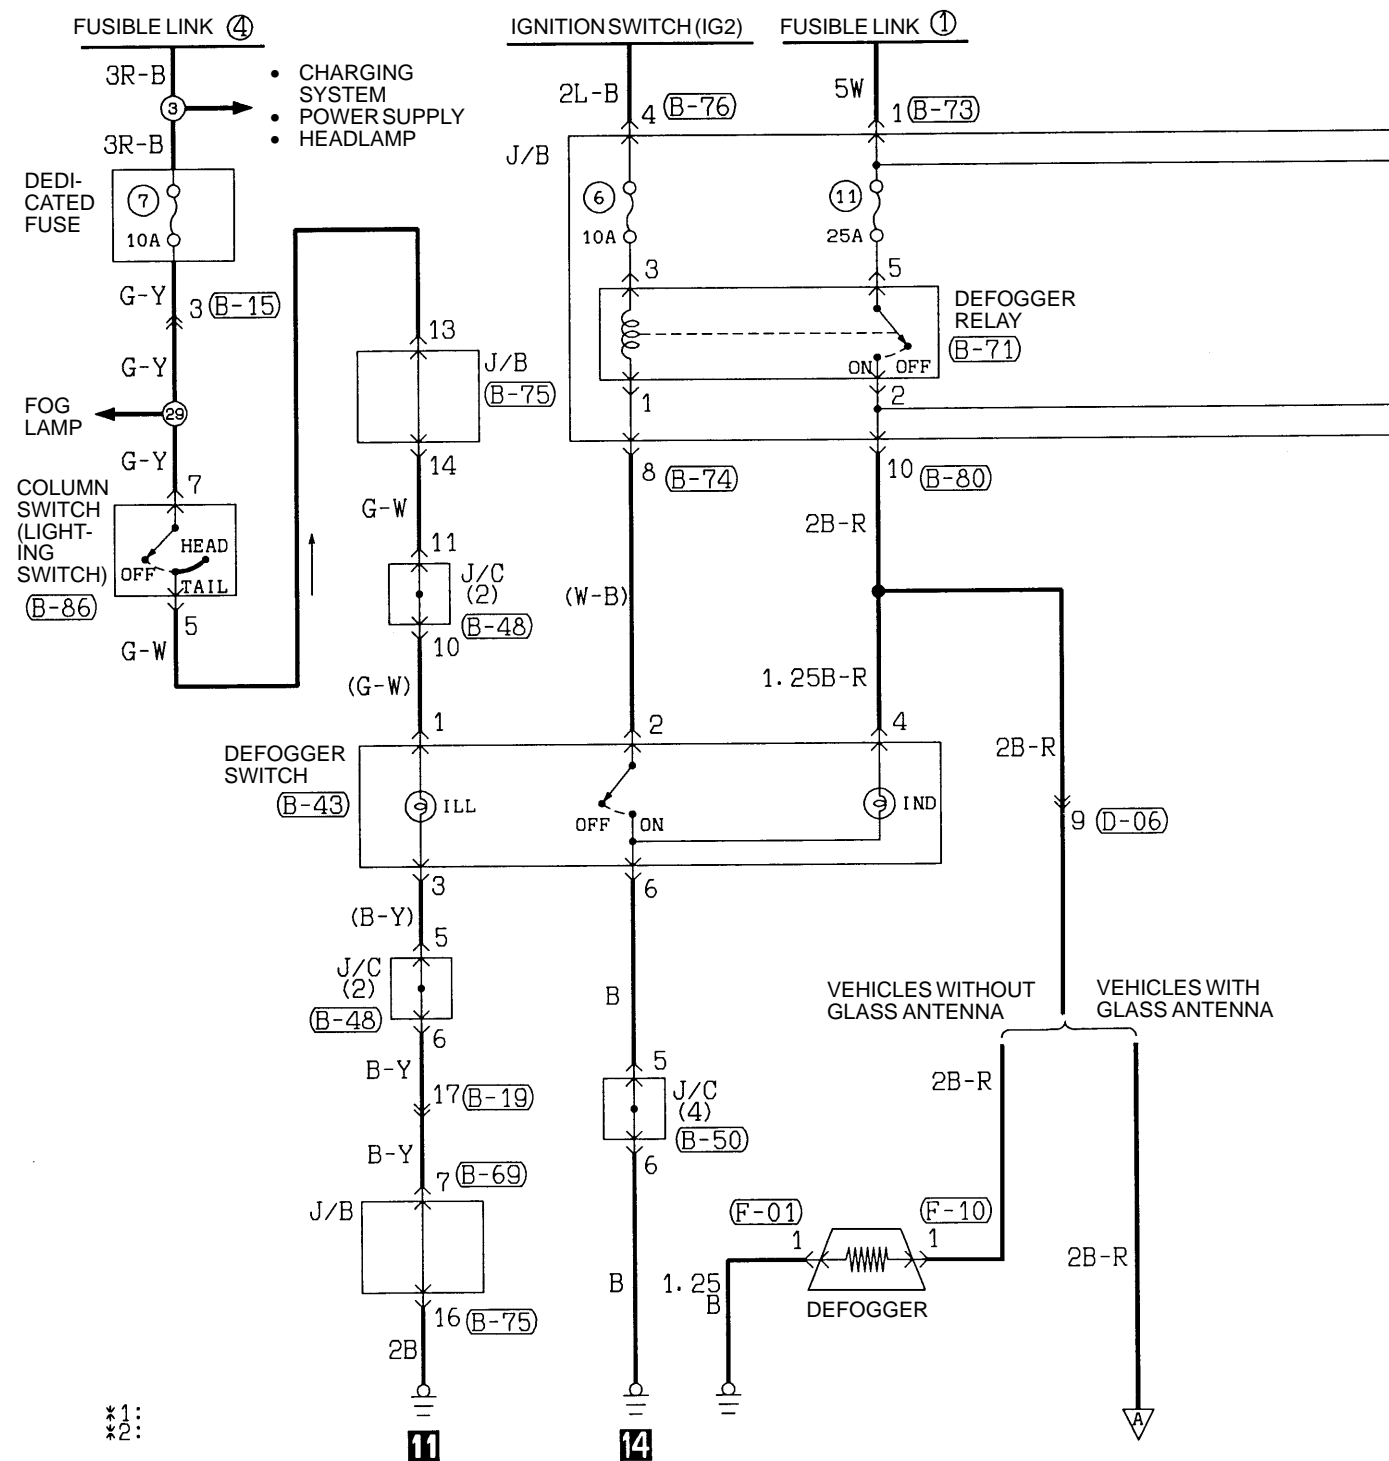 FUSIBLE LINK ④
IGNITION SWITCH (IG2)
FUSIBLE LINK ①
3R-B
• CHARGING
SYSTEM
• POWER SUPPLY
• HEADLAMP
3
3R-B
2L-B
4 (B-76)
5W
1 (B-73)
J/B
DEDI-
CATED
FUSE
7
10A
6
10A
11
25A
G-Y
3 (B-15)
3
5
DEFOGGER
RELAY
(B-71)
ON OFF
13
J/B
(B-75)
G-Y
1
2
FOG
LAMP
29
G-Y
7
14
8 (B-74)
10 (B-80)
COLUMN
SWITCH
(LIGHT-
ING
SWITCH)
(B-86)
HEAD
OFF
TAIL
5
G-W
G-W
11
J/C
(2)
(B-48)
10
(G-W)
2B-R
(W-B)
1.25B-R
1
2
4
2B-R
DEFOGGER
SWITCH
(B-43)
ILL
OFF ON
IND
9 (D-06)
3
6
(B-Y)
5
J/C
(2)
(B-48)
6
B
VEHICLES WITHOUT
GLASS ANTENNA
VEHICLES WITH
GLASS ANTENNA
B-Y
17 (B-19)
5
J/C
(4)
(B-50)
6
2B-R
B-Y
7 (B-69)
J/B
(F-01)
1
(F-10)
1
B
1.25
B
DEFOGGER
2B-R
16 (B-75)
2B
*1:
*2:
11
14
A